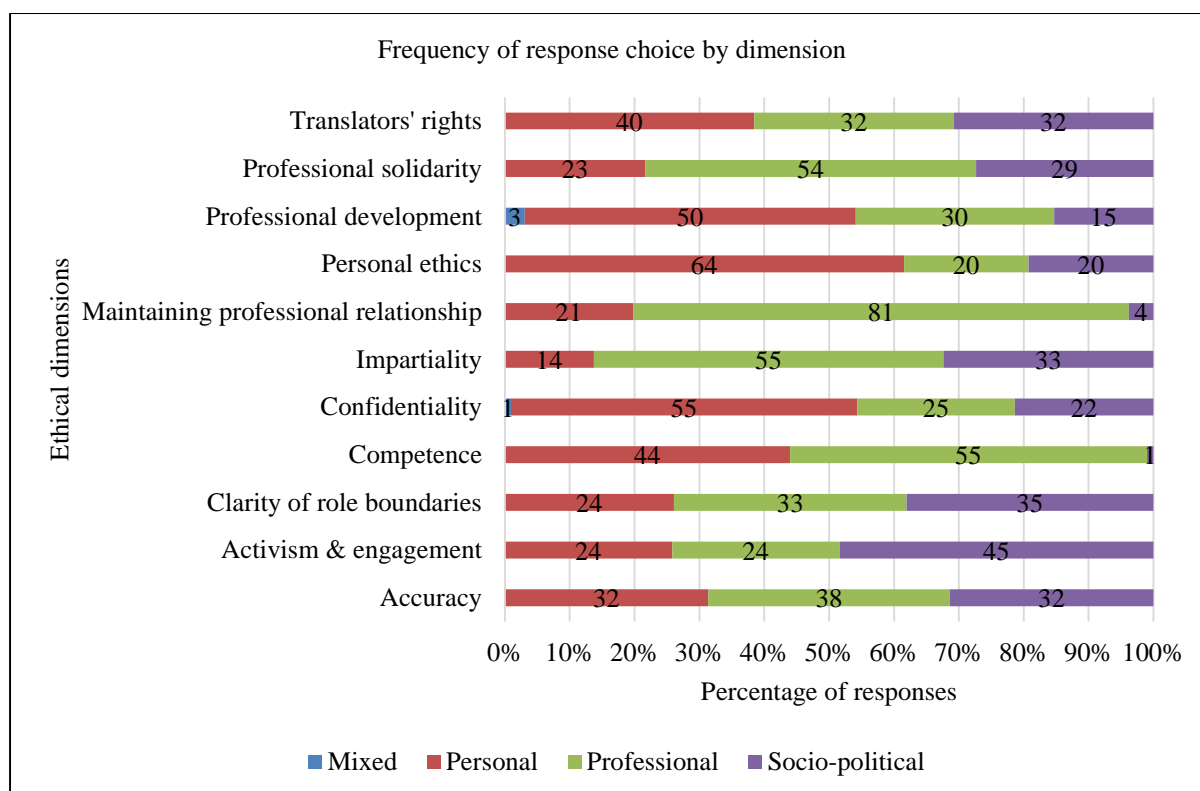 Frequency of response choice by dimension
Ethical dimensions
Translators' rights 40 32 32
Professional solidarity 23 54 29
Professional development 3 50 30 15
Personal ethics 64 20 20
Maintaining professional relationship 21 81 4
Impartiality 14 55 33
Confidentiality 1 55 25 22
Competence 44 55 1
Clarity of role boundaries 24 33 35
Activism & engagement 24 24 45
Accuracy 32 38 32
0% 10% 20% 30% 40% 50% 60% 70% 80% 90% 100%
Percentage of responses
Mixed Personal Professional Socio-political